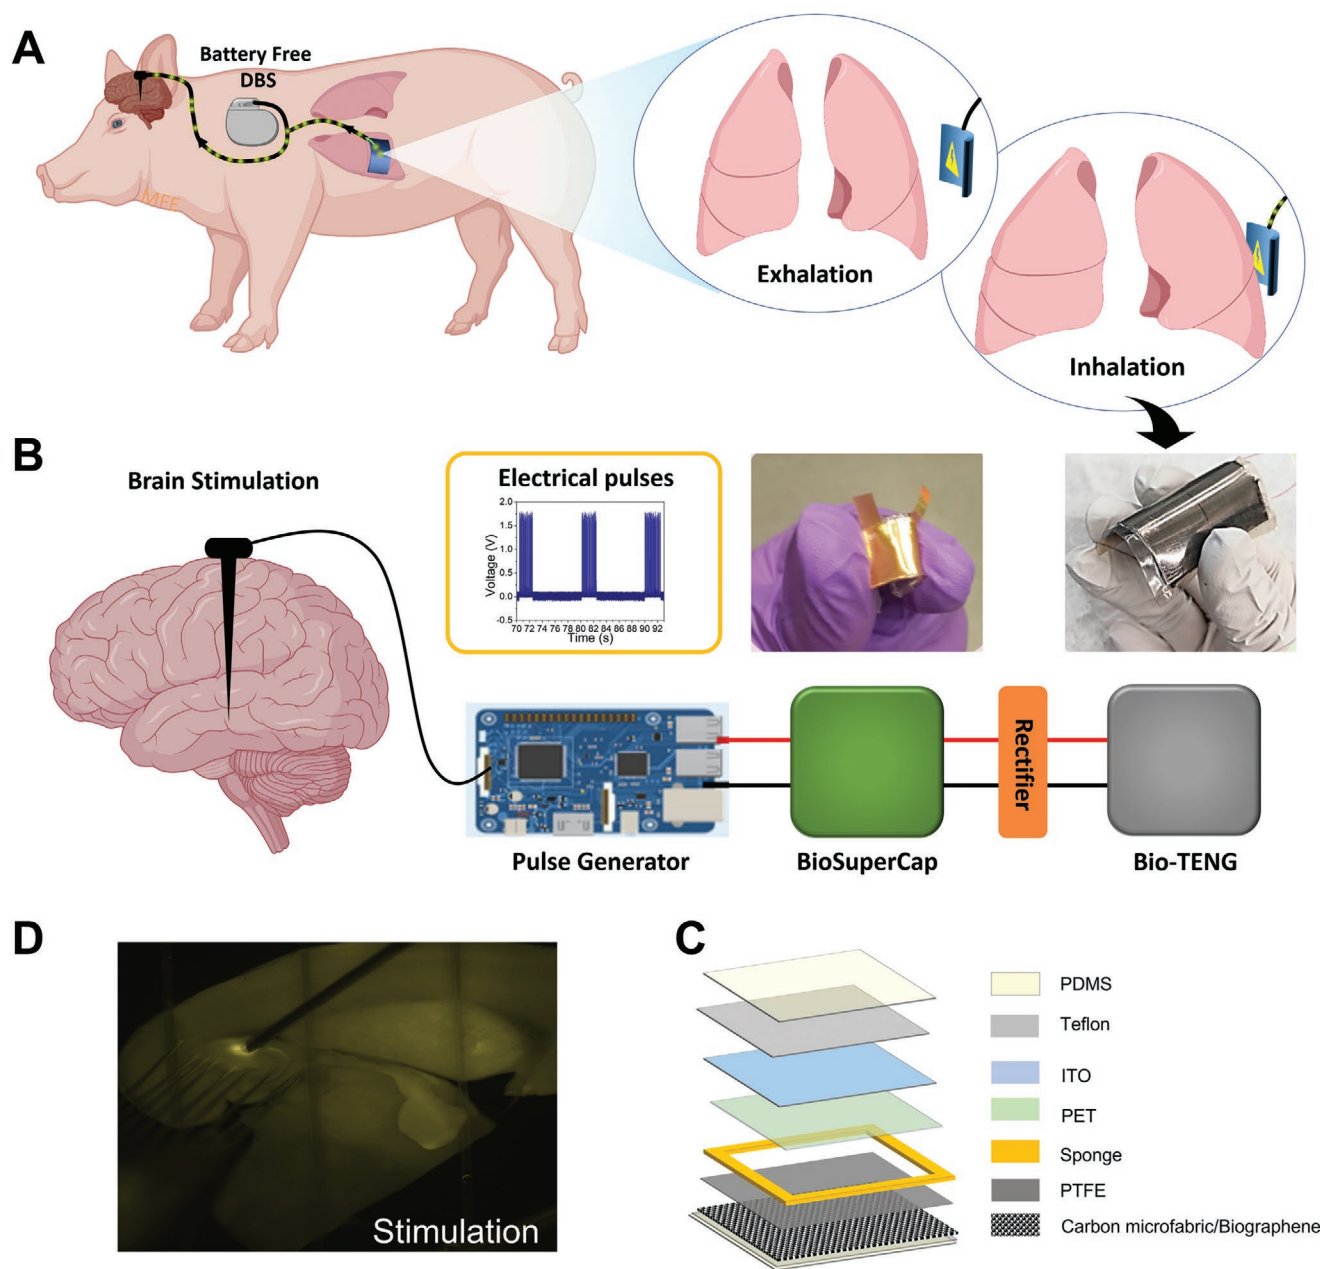 A
Battery Free
DBS
MFE
Exhalation
Inhalation
B
Brain Stimulation
Electrical pulses
Voltage (V)
2.0
1.5
1.0
0.5
0.0
-0.5
70 72 74 76 78 80 82 84 86 88 90 92
Time (s)
Rectifier
Pulse Generator
BioSuperCap
Bio-TENG
D
Stimulation
C
PDMS
Teflon
ITO
PET
Sponge
PTFE
Carbon microfabric/Biographene